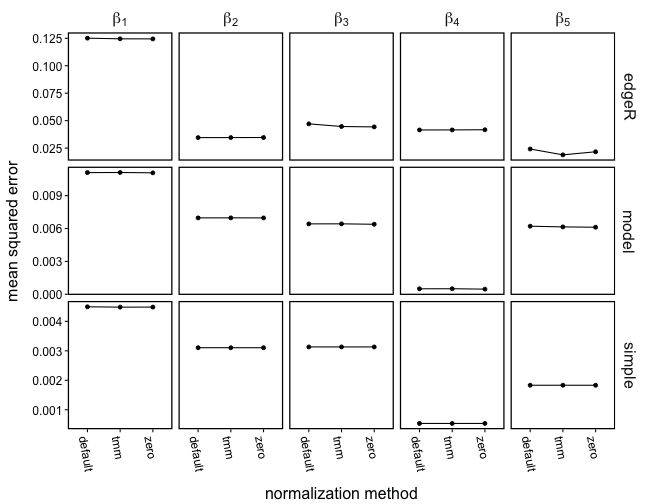 β1 β2 β3 β4 β5
0.125
0.100
0.075
0.050
0.025
edgeR
0.009
0.006
0.003
0.000
model
0.004
0.003
0.002
0.001
simple
mean squared error
default tmm zero default tmm zero default tmm zero default tmm zero default tmm zero
normalization method